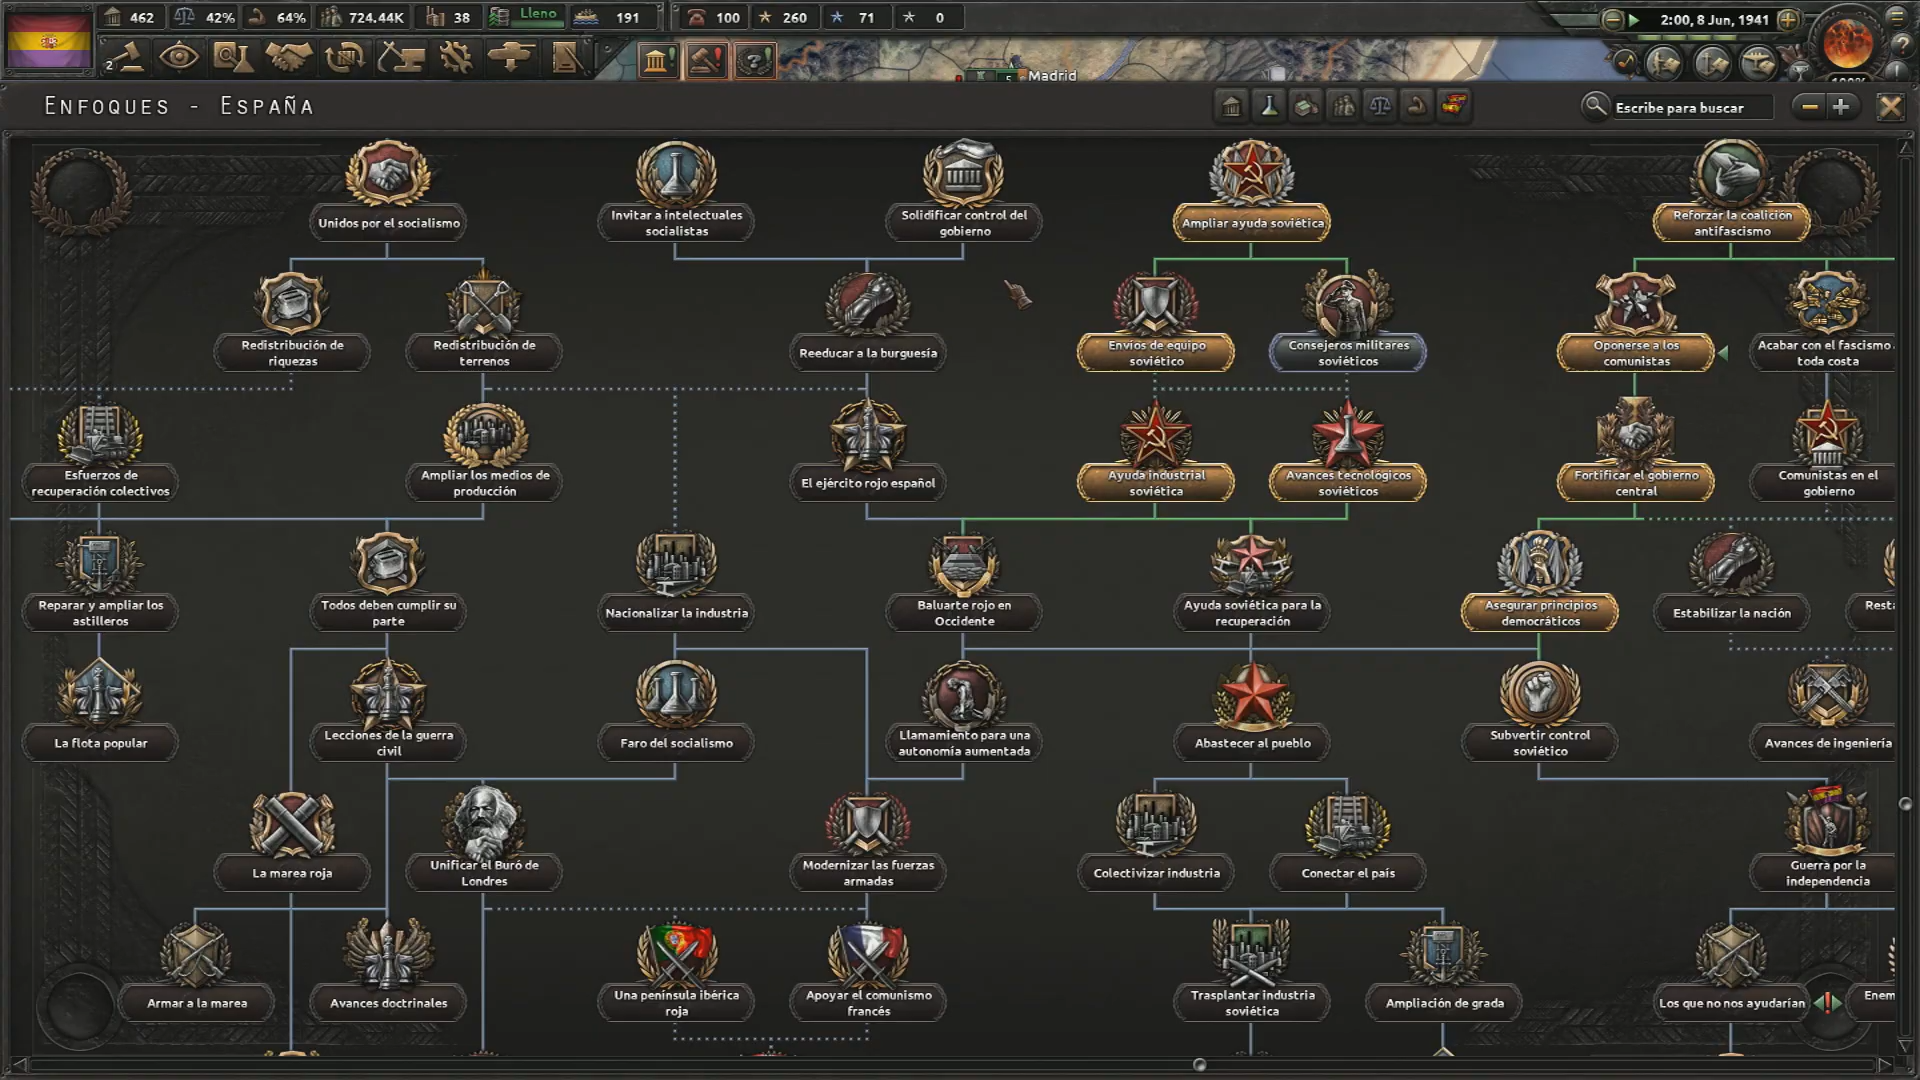 462
42%
64%
724.44K
38
Lleno
191
100
260
71
0
2:00, 8 Jun, 1941
2
Madrid
5
Enfoques - España
Escribe para buscar
Unidos por el socialismo
Invitar a intelectuales
socialistas
Solidificar control del
gobierno
Ampliar ayuda soviética
Reforzar la coalición
antifascismo
Redistribución de
riquezas
Redistribución de
terrenos
Reeducar a la burguesía
Envíos de equipo
soviético
Consejeros militares
soviéticos
Oponerse a los
comunistas
Acabar con el fascismo a
toda costa
Esfuerzos de
recuperación colectivos
Ampliar los medios de
producción
El ejército rojo español
Ayuda industrial
soviética
Avances tecnológicos
soviéticos
Fortificar el gobierno
central
Comunistas en el
gobierno
Reparar y ampliar los
astilleros
Todos deben cumplir su
parte
Nacionalizar la industria
Baluarte rojo en
Occidente
Ayuda soviética para la
recuperación
Asegurar principios
democráticos
Estabilizar la nación
Resta
La flota popular
Lecciones de la guerra
civil
Faro del socialismo
Llamamiento para una
autonomía aumentada
Abastecer al pueblo
Subvertir control
soviético
Avances de ingeniería
La marea roja
Unificar el Buró de
Londres
Modernizar las fuerzas
armadas
Colectivizar industria
Conectar el país
Guerra por la
independencia
Armar a la marea
Avances doctrinales
Una península ibérica
roja
Apoyar el comunismo
francés
Trasplantar industria
soviética
Ampliación de grada
Los que no nos ayudarían
Enem